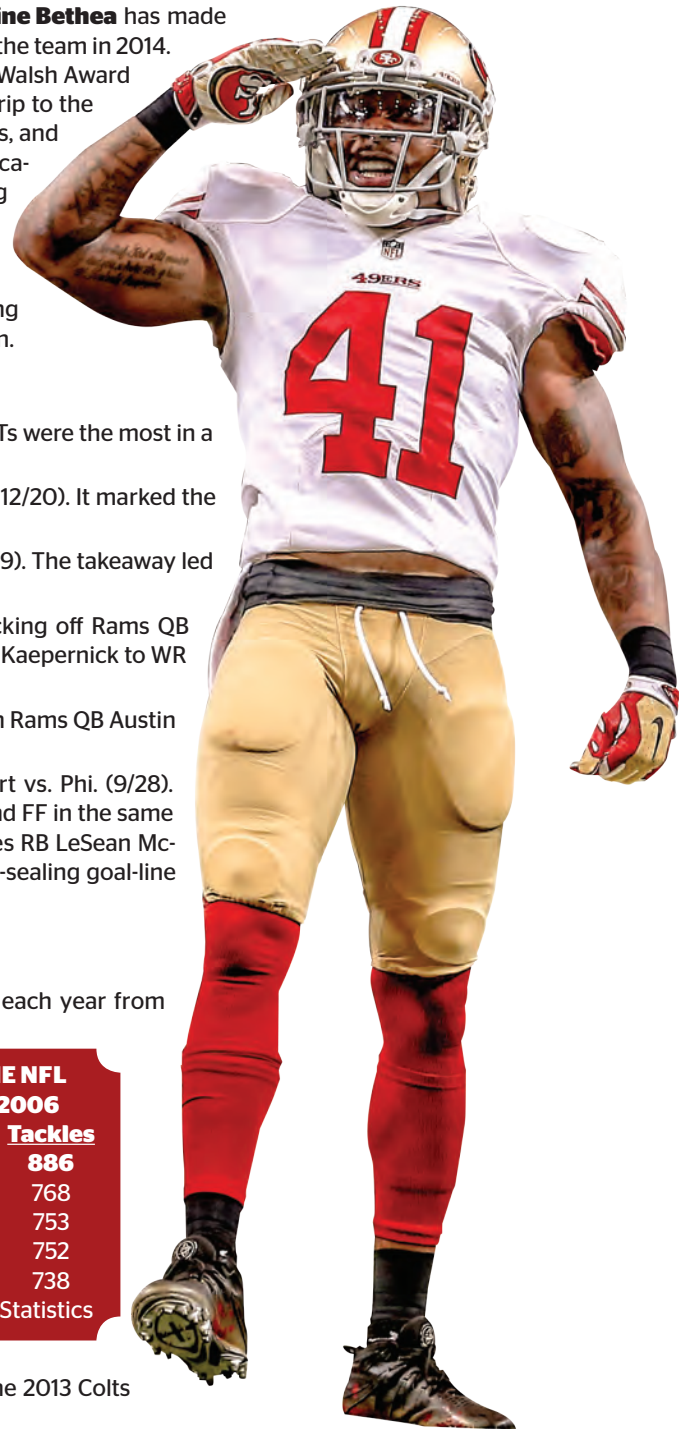 ine Bethea has made
the team in 2014.
Walsh Award
rip to the
s, and
ca-
g
ng
n.
Ts were the most in a
12/20). It marked the
9). The takeaway led
cking off Rams QB
Kaepernick to WR
n Rams QB Austin
rt vs. Phi. (9/28).
nd FF in the same
es RB LeSean Mc-
-sealing goal-line
each year from
E NFL
2006
Tackles
886
768
753
752
738
Statistics
ne 2013 Colts
NFL
49ERS
41